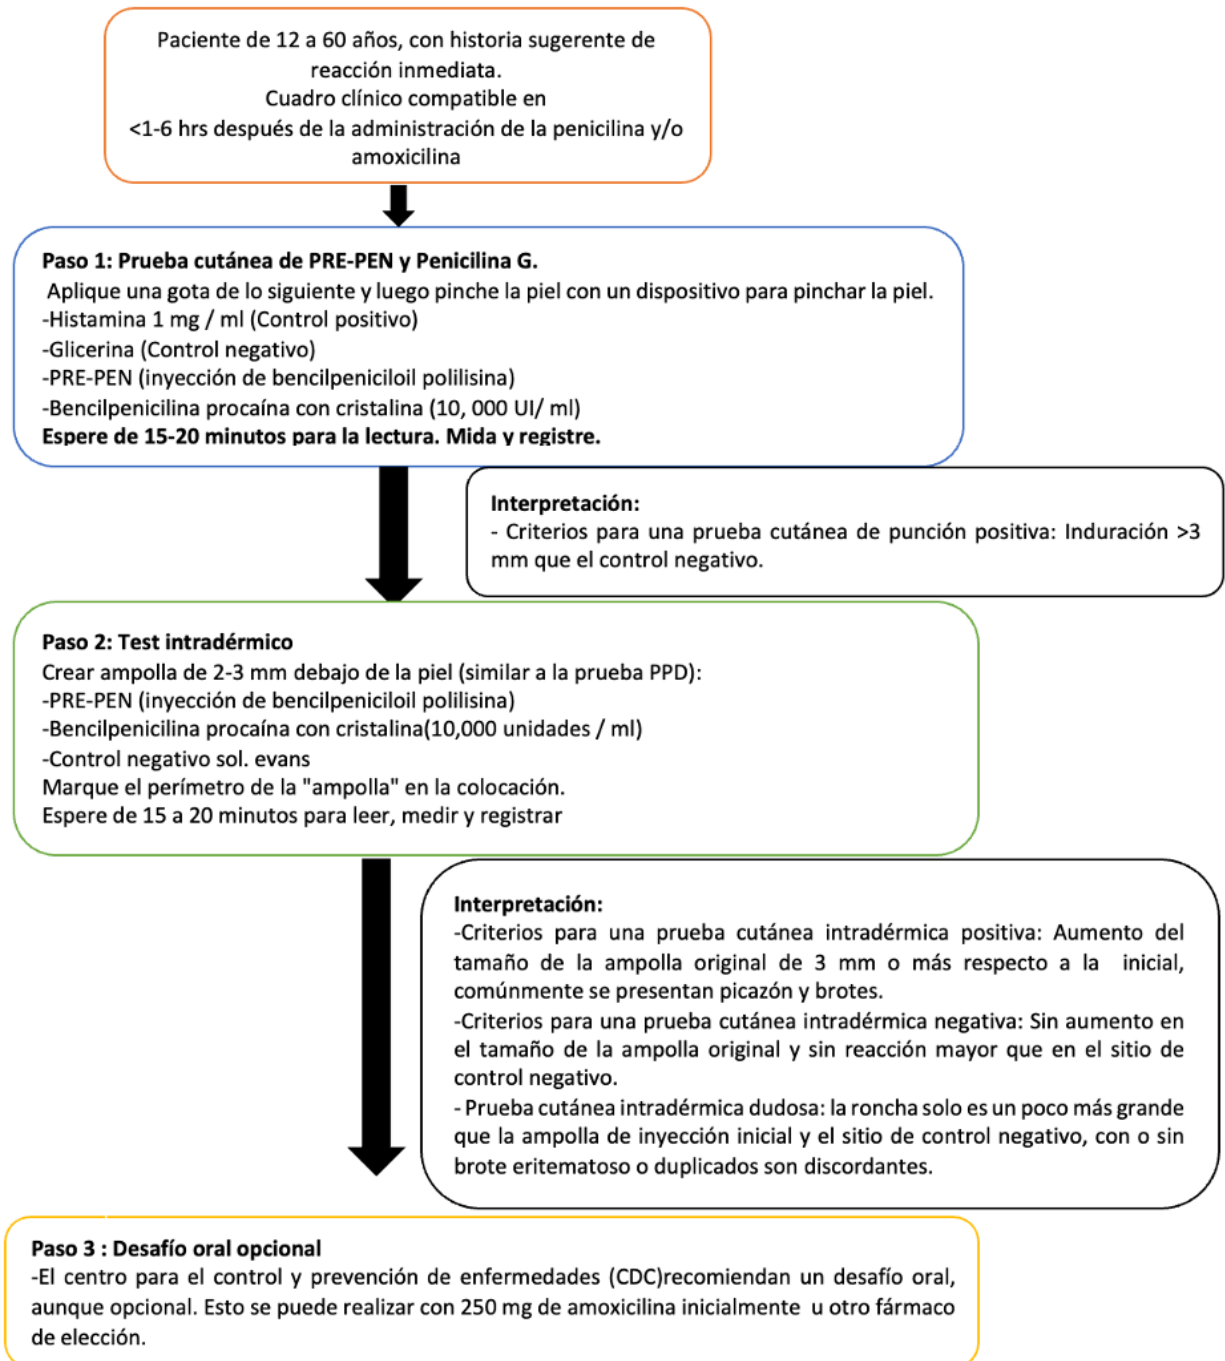 Paciente de 12 a 60 años, con historia sugerente de
reacción inmediata.
Cuadro clínico compatible en
<1-6 hrs después de la administración de la penicilina y/o
amoxicilina
Paso 1: Prueba cutánea de PRE-PEN y Penicilina G.
Aplique una gota de lo siguiente y luego pinche la piel con un dispositivo para pinchar la piel.
-Histamina 1 mg / ml (Control positivo)
-Glicerina (Control negativo)
-PRE-PEN (inyección de bencilpeniciloil polilisina)
-Bencilpenicilina procaína con cristalina (10, 000 UI/ ml)
Espere de 15-20 minutos para la lectura. Mida y registre.
Interpretación:
- Criterios para una prueba cutánea de punción positiva: Induración >3
mm que el control negativo.
Paso 2: Test intradérmico
Crear ampolla de 2-3 mm debajo de la piel (similar a la prueba PPD):
-PRE-PEN (inyección de bencilpeniciloil polilisina)
-Bencilpenicilina procaína con cristalina(10,000 unidades / ml)
-Control negativo sol. evans
Marque el perímetro de la "ampolla" en la colocación.
Espere de 15 a 20 minutos para leer, medir y registrar
Interpretación:
-Criterios para una prueba cutánea intradérmica positiva: Aumento del
tamaño de la ampolla original de 3 mm o más respecto a la inicial,
comúnmente se presentan picazón y brotes.
-Criterios para una prueba cutánea intradérmica negativa: Sin aumento en
el tamaño de la ampolla original y sin reacción mayor que en el sitio de
control negativo.
- Prueba cutánea intradérmica dudosa: la roncha solo es un poco más grande
que la ampolla de inyección inicial y el sitio de control negativo, con o sin
brote eritematoso o duplicados son discordantes.
Paso 3 : Desafío oral opcional
-El centro para el control y prevención de enfermedades (CDC)recomiendan un desafío oral,
aunque opcional. Esto se puede realizar con 250 mg de amoxicilina inicialmente u otro fármaco
de elección.